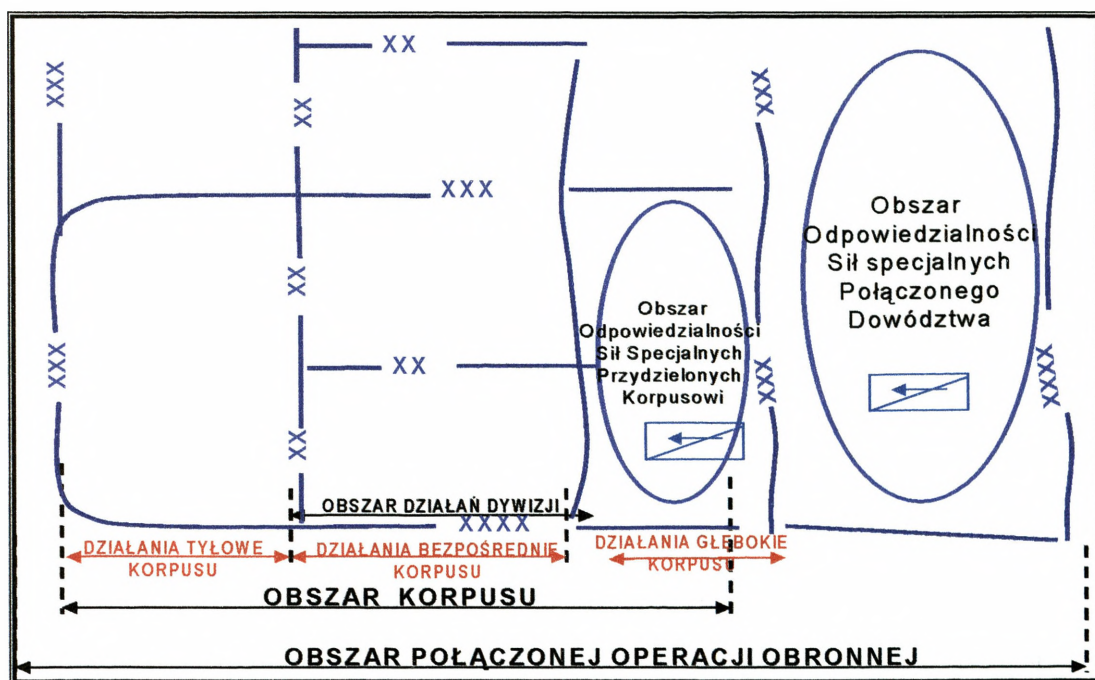 XX
XXX
XX
XXX
XXX
Obszar
Odpowiedzialności
Sił specjalnych
Połączonego
Dowództwa
XX
Obszar
Odpowiedzialności
Sił Specjalnych
Przydzielonych
Korpusowi
XXX
XX
XXX
XXXX
XX
OBSZAR DZIAŁAŃ DYWIZJI
XXXX
DZIAŁANIA TYŁOWE
KORPUSU
DZIAŁANIA BEZPOŚREDNIE
KORPUSU
DZIAŁANIA GŁEBOKIE
KORPUSU
OBSZAR KORPUSU
OBSZAR POŁĄCZONEJ OPERACJI OBRONNEJ